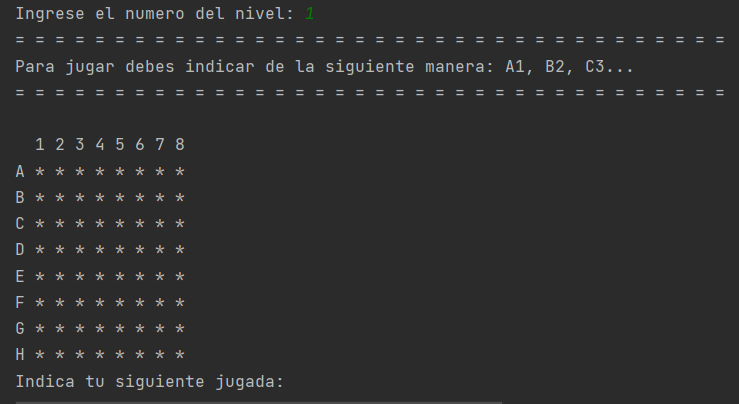 Ingrese el numero del nivel: 1
= = = = = = = = = = = = = = = = = = = = = = = = = = = = = = = = = = = =
Para jugar debes indicar de la siguiente manera: A1, B2, C3...
= = = = = = = = = = = = = = = = = = = = = = = = = = = = = = = = = = = =
1 2 3 4 5 6 7 8
A * * * * * * * *
B * * * * * * * *
C * * * * * * * *
D * * * * * * * *
E * * * * * * * *
F * * * * * * * *
G * * * * * * * *
H * * * * * * * *
Indica tu siguiente jugada: